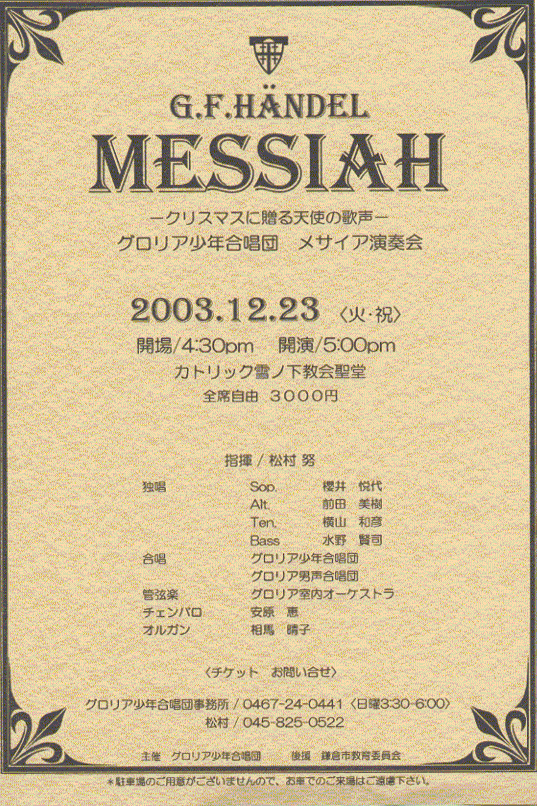 G.F.HÄNDEL
MESSIAH
－クリスマスに贈る天使の歌声－
グロリア少年合唱団　メサイア演奏会
2003.12.23 〈火・祝〉
開場/4:30pm　開演/5:00pm
カトリック雪ノ下教会聖堂
全席自由　３０００円
指揮 / 松村 努
独唱　Sop.　櫻井　悦代
Alt.　前田　美樹
Ten.　横山　和彦
Bass　水野　賢司
合唱　グロリア少年合唱団
グロリア男声合唱団
管弦楽　グロリア室内オーケストラ
チェンバロ　安原　恵
オルガン　相馬　晴子
〈チケット　お問い合せ〉
グロリア少年合唱団事務所 / 0467-24-0441〈日曜3:30-6:00〉
松村 / 045-825-0522
主催　グロリア少年合唱団　後援　鎌倉市教育委員会
＊駐車場のご用意がございませんので、お車でのご来場はご遠慮下さい。